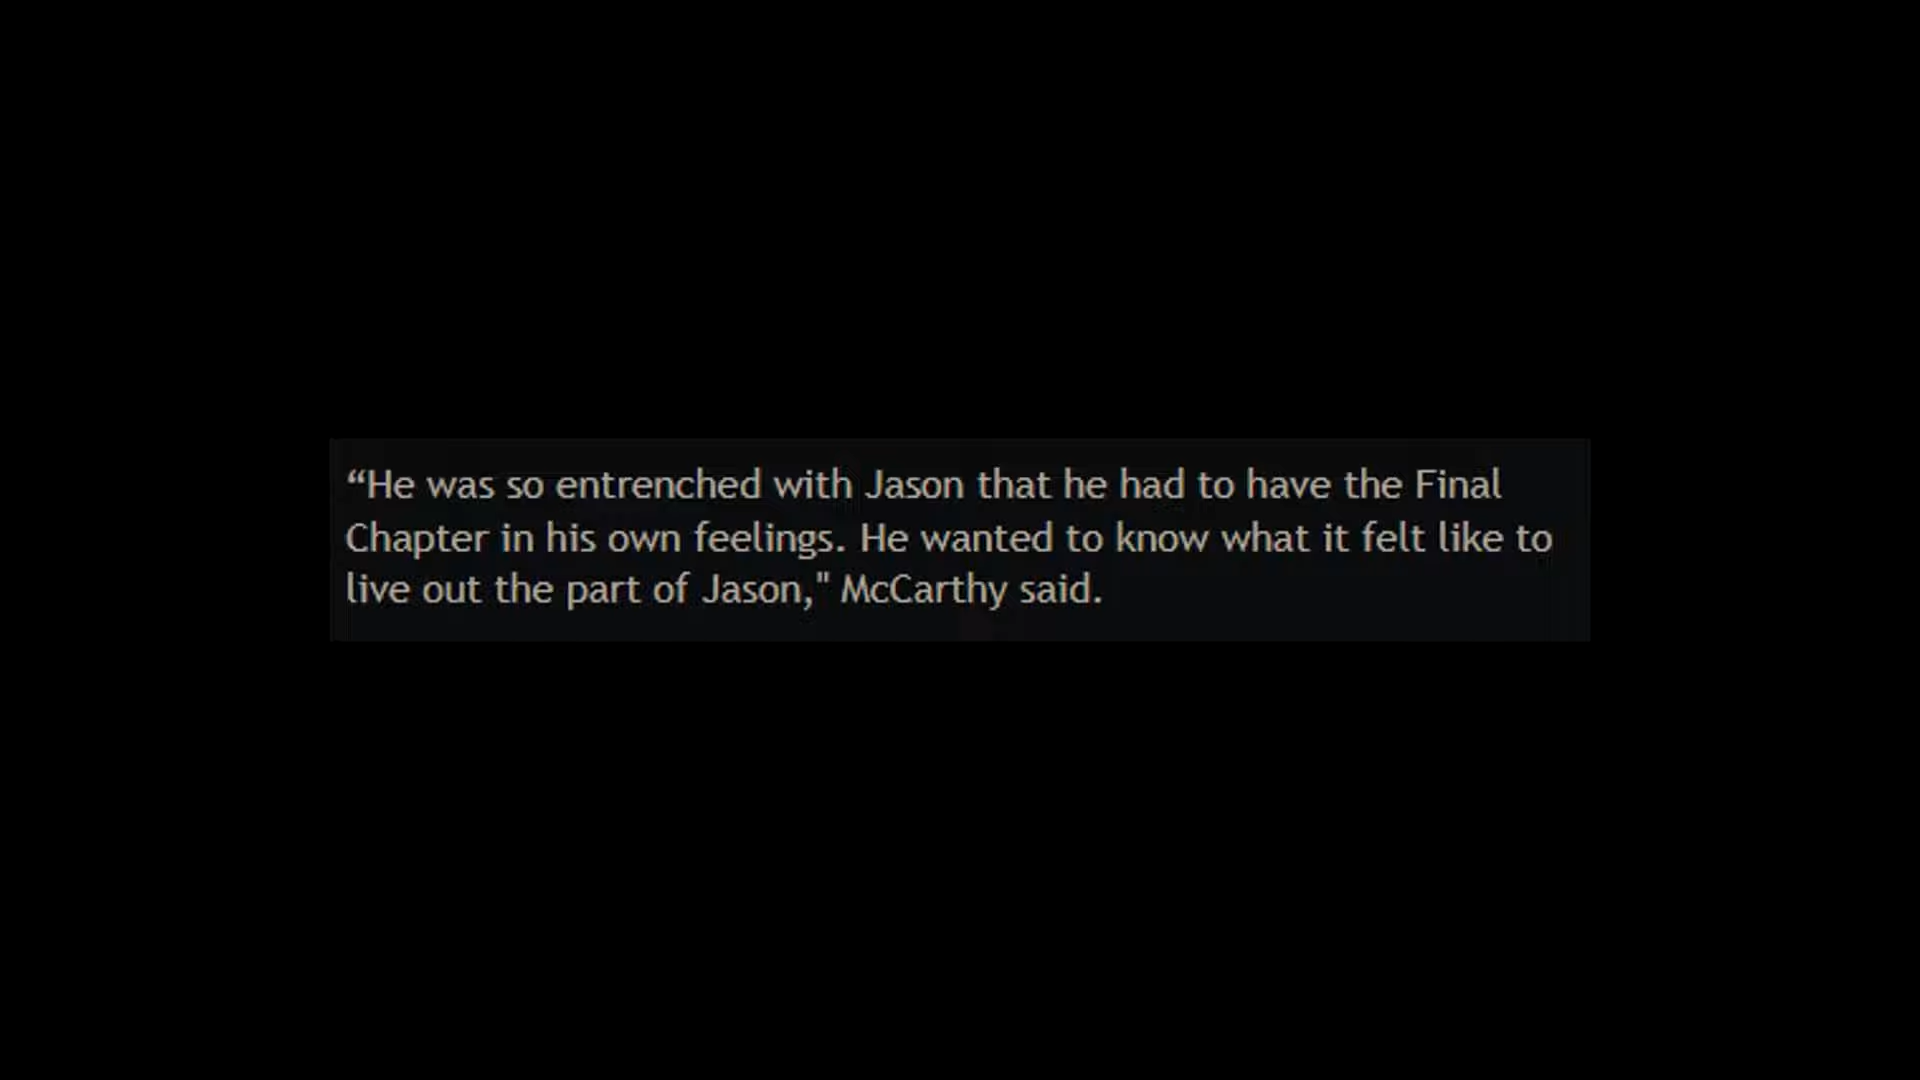 “He was so entrenched with Jason that he had to have the Final
Chapter in his own feelings. He wanted to know what it felt like to
live out the part of Jason," McCarthy said.